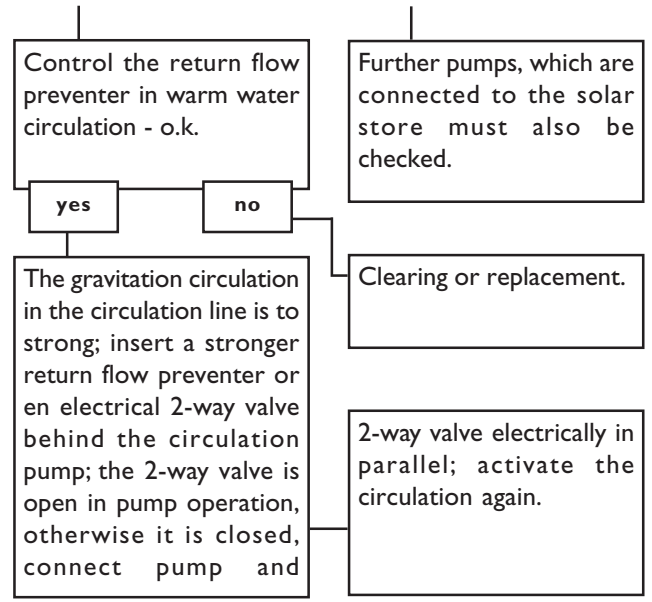 Control the return flow
preventer in warm water
circulation - o.k.
Further pumps, which are
connected to the solar
store must also be
checked.
yes
no
Clearing or replacement.
The gravitation circulation
in the circulation line is to
strong; insert a stronger
return flow preventer or
en electrical 2-way valve
behind the circulation
pump; the 2-way valve is
open in pump operation,
otherwise it is closed,
connect pump and
2-way valve electrically in
parallel; activate the
circulation again.